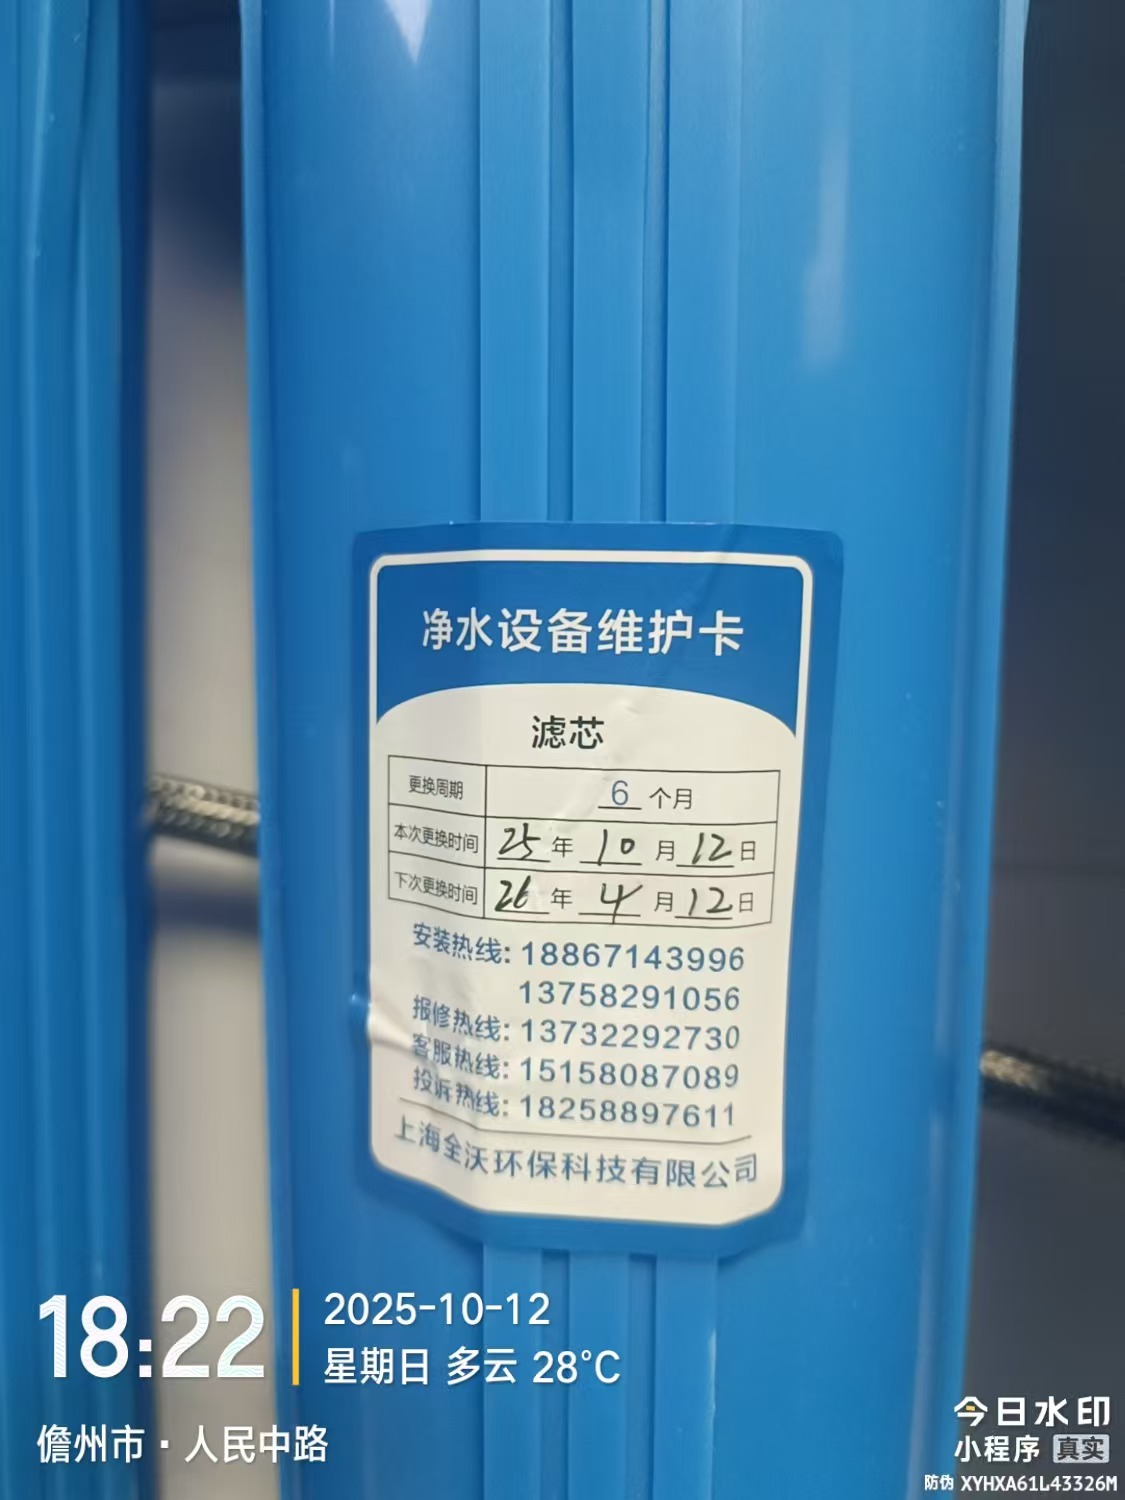 净水设备维护卡
滤芯
更换周期 6 个月
本次更换时间 25 年 10 月 12 日
下次更换时间 26 年 4 月 12 日
安装热线: 18867143996
13758291056
报修热线: 13732292730
客服热线: 15158087089
投诉热线: 18258897611
上海全沃环保科技有限公司
18:22
2025-10-12
星期日 多云 28°C
儋州市·人民中路
今日水印
小程序 真实
防伪 XYHXA61L43326M